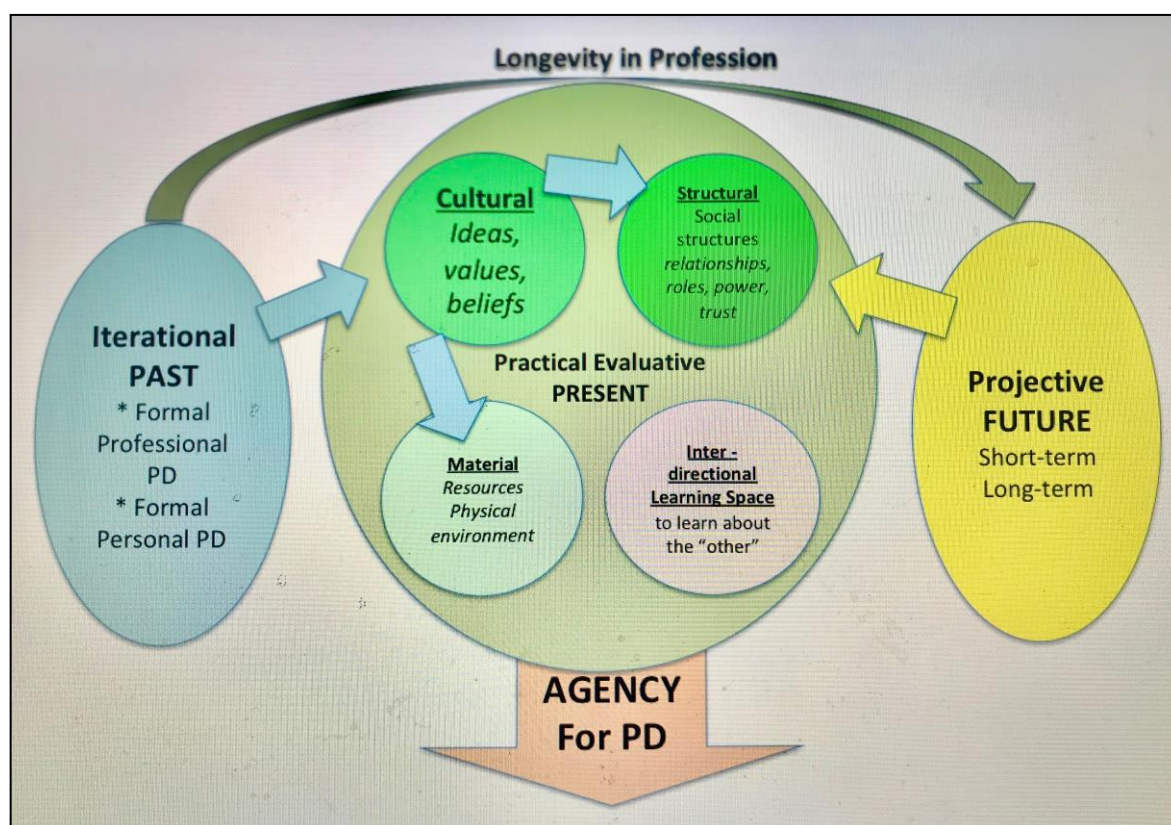 Longevity in Profession
Iterational
PAST
* Formal
Professional
PD
* Formal
Personal PD
Cultural
Ideas,
values,
beliefs
Structural
Social
structures
relationships,
roles, power,
trust
Practical Evaluative
PRESENT
Material
Resources
Physical
environment
Inter -
directional
Learning Space
to learn about
the “other”
Projective
FUTURE
Short-term
Long-term
AGENCY
For PD